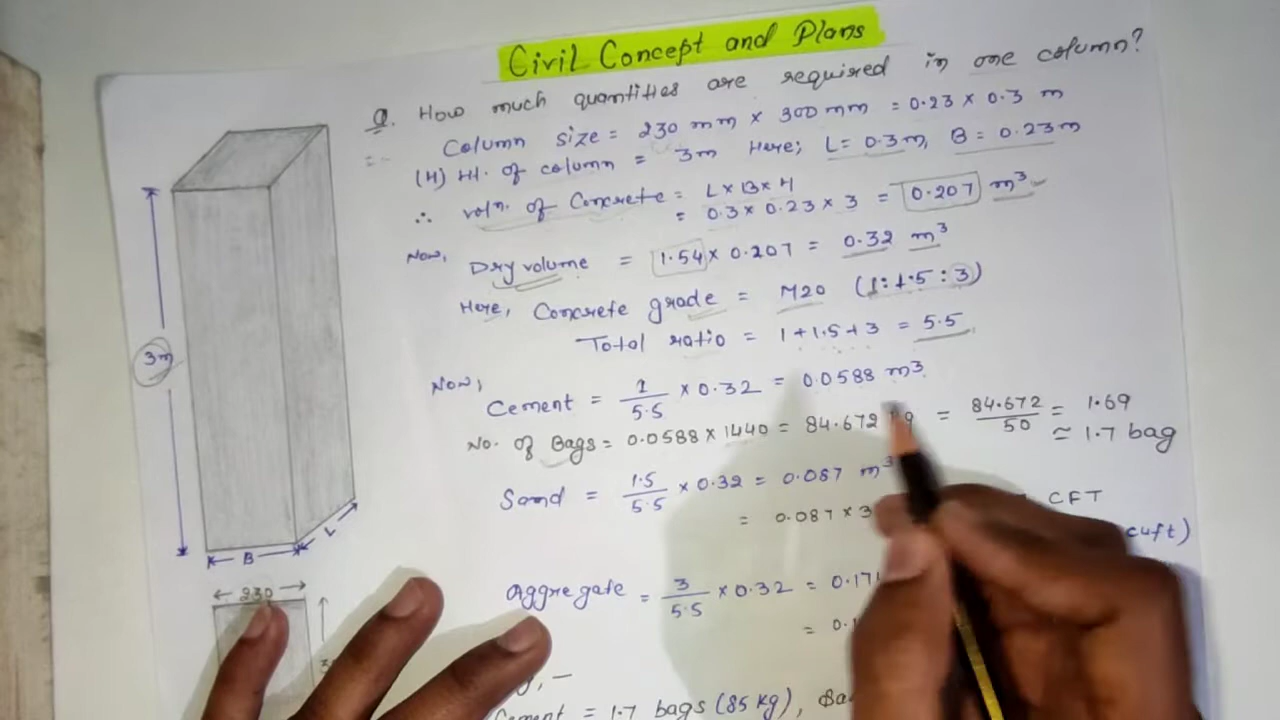 Civil Concept and Plans
Q. How much quantities are required in one column?
Column size = 230 mm × 300 mm = 0.23 × 0.3 m
(H) Ht. of column = 3m Here; L = 0.3m, B = 0.23m
∴ voln. of Concrete = L×B×H
= 0.3 × 0.23 × 3 = 0.207 m³
Now, Dry volume = 1.54 × 0.207 = 0.32 m³
Here, Concrete grade = M20 (1:1.5:3)
Total ratio = 1+1.5+3 = 5.5
Now, Cement = 1/5.5 × 0.32 = 0.0588 m³
No. of Bags = 0.0588 × 1440 = 84.672 kg = 84.672/50 = 1.69
≃ 1.7 bag
Sand = 1.5/5.5 × 0.32 = 0.087 m³
= 0.087 × 3 CFT
cuft)
Aggregate = 3/5.5 × 0.32 = 0.171
= 0.1
Cement = 1.7 bags (85 kg),
3m
B
L
230